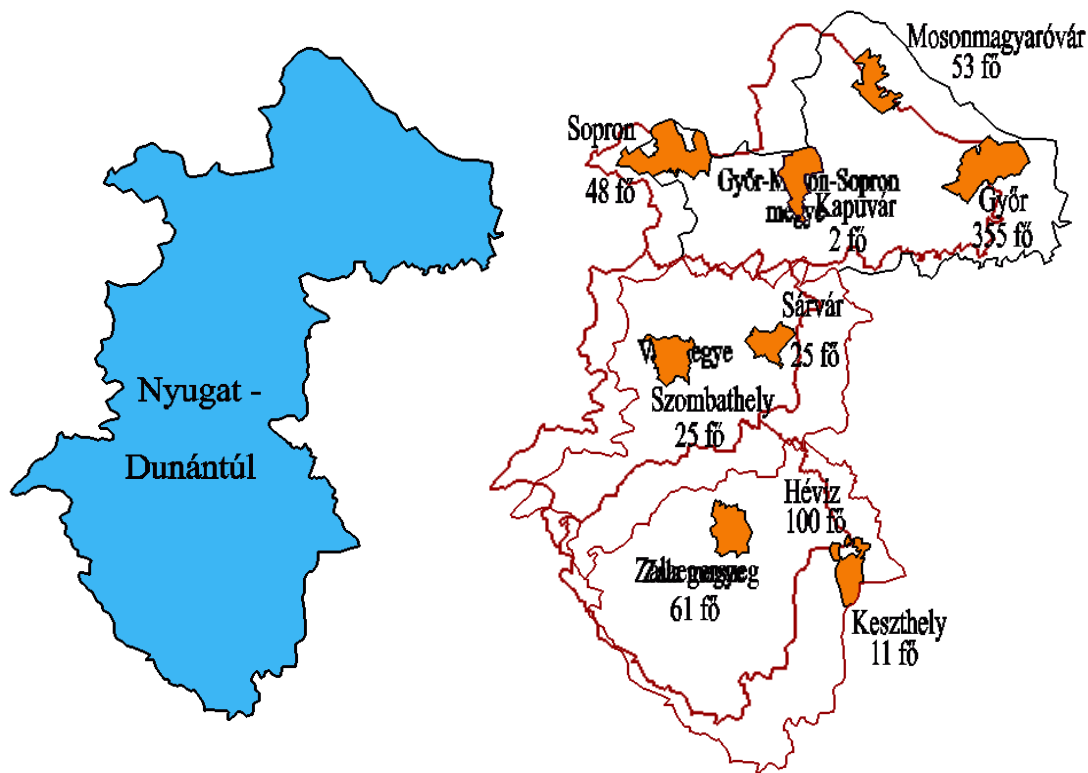 Nyugat -
Dunántúl
Mosonmagyaróvár
53 fő
Sopron
48 fő
Kapuvár
2 fő
Győr
355 fő
Sárvár
25 fő
Szombathely
25 fő
Hévíz
100 fő
61 fő
Keszthely
11 fő